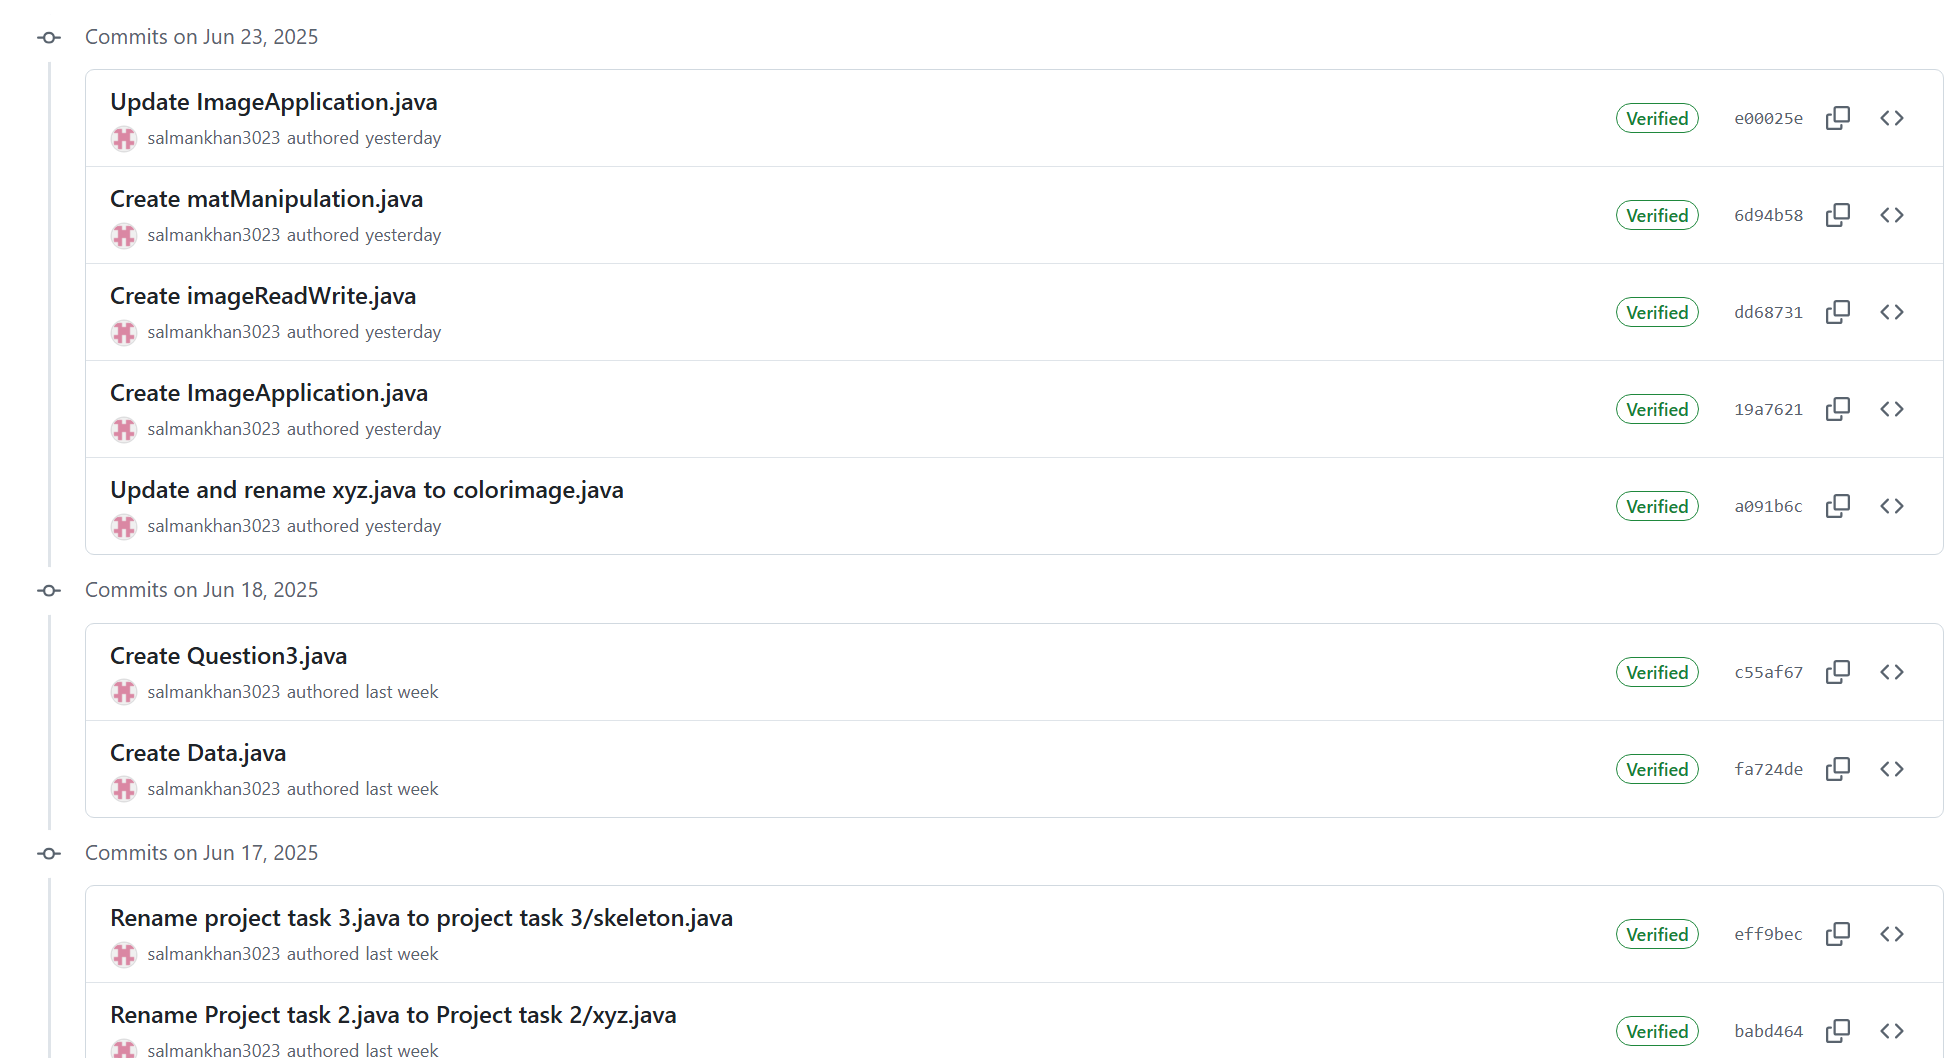 Commits on Jun 23, 2025
Update ImageApplication.java
salmankhan3023 authored yesterday
Verified e00025e
Create matManipulation.java
salmankhan3023 authored yesterday
Verified 6d94b58
Create imageReadWrite.java
salmankhan3023 authored yesterday
Verified dd68731
Create ImageApplication.java
salmankhan3023 authored yesterday
Verified 19a7621
Update and rename xyz.java to colorimage.java
salmankhan3023 authored yesterday
Verified a091b6c
Commits on Jun 18, 2025
Create Question3.java
salmankhan3023 authored last week
Verified c55af67
Create Data.java
salmankhan3023 authored last week
Verified fa724de
Commits on Jun 17, 2025
Rename project task 3.java to project task 3/skeleton.java
salmankhan3023 authored last week
Verified eff9bec
Rename Project task 2.java to Project task 2/xyz.java
salmankhan3023 authored last week
Verified babd464